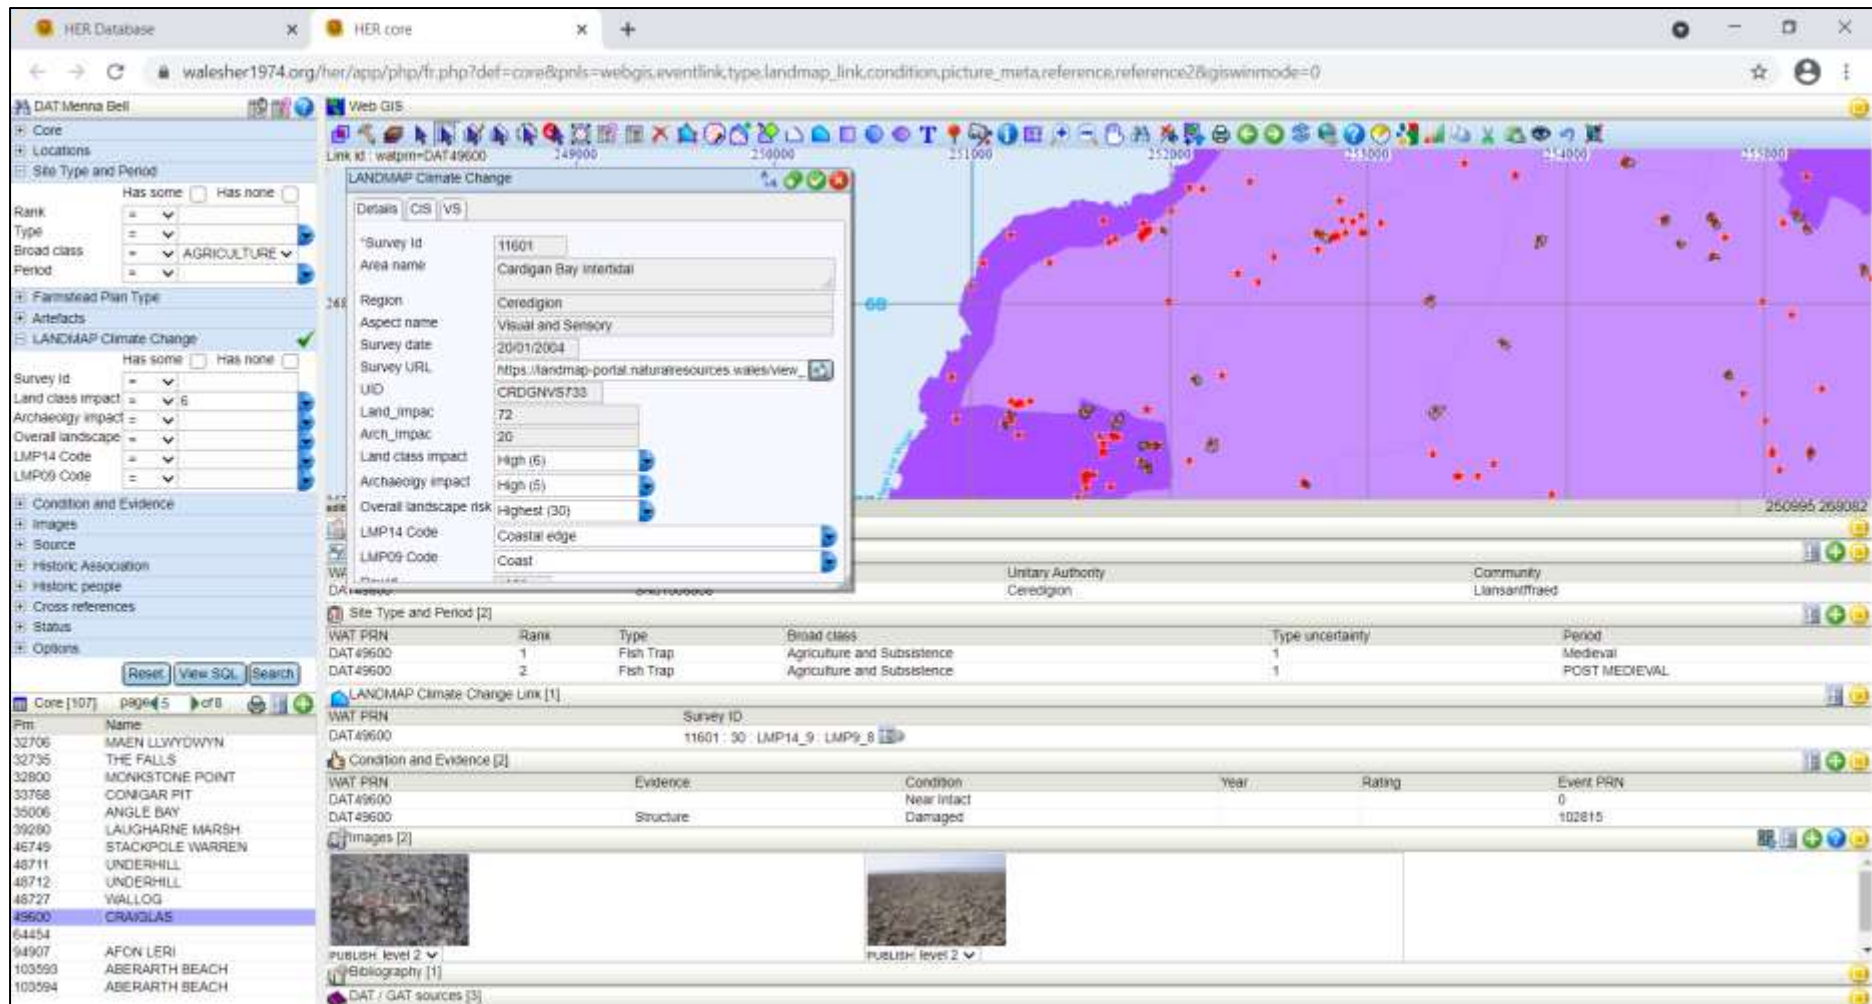 HER Database
HER core
walesher1974.org/her/app/php/fr.php?def=core&pnls=webgis,eventlink,type,landmap_link,condition,picture_meta,reference,reference2&giswinmode=0
DAT:Menna Bell
Core
Locations
Site Type and Period
Has some Has none
Rank =
Type =
Broad class = AGRICULTURE
Period =
Farmstead Plan Type
Artefacts
LANDMAP Climate Change
Has some Has none
Survey Id =
Land class impact = 6
Archaeolgy impact =
Overall landscape =
LMP14 Code =
LMP09 Code =
Condition and Evidence
Images
Source
Historic Association
Historic people
Cross references
Status
Options
Reset View SQL Search
Core [107] page 5 of 8
Prn Name
32706 MAEN LLWYDWYN
32735 THE FALLS
32800 MONKSTONE POINT
33768 CONIGAR PIT
35006 ANGLE BAY
39280 LAUGHARNE MARSH
46749 STACKPOLE WARREN
48711 UNDERHILL
48712 UNDERHILL
48727 WALLOG
49600 CRAIGLAS
64454
94907 AFON LERI
103593 ABERARTH BEACH
103594 ABERARTH BEACH
Web GIS
Link id : watprn=DAT49600
249000 250000 251000 252000 253000 254000 255000
68
250995 268082
LANDMAP Climate Change
Details CIS VS
*Survey Id 11601
Area name Cardigan Bay Intertidal
Region Ceredigion
Aspect name Visual and Sensory
Survey date 20/01/2004
Survey URL https://landmap-portal.naturalresources.wales/view_
UID CRDGNVS733
Land_impac 72
Arch_impac 20
Land class impact High (6)
Archaeolgy impact High (5)
Overall landscape risk Highest (30)
LMP14 Code Coastal edge
LMP09 Code Coast
Unitary Authority Community
Ceredigion Llansantffraed
Site Type and Period [2]
WAT PRN Rank Type Broad class Type uncertainty Period
DAT49600 1 Fish Trap Agriculture and Subsistence 1 Medieval
DAT49600 2 Fish Trap Agriculture and Subsistence 1 POST MEDIEVAL
LANDMAP Climate Change Link [1]
WAT PRN Survey ID
DAT49600 11601 : 30 : LMP14_9 : LMP9_8
Condition and Evidence [2]
WAT PRN Evidence Condition Year Rating Event PRN
DAT49600 Near Intact 0
DAT49600 Structure Damaged 102815
Images [2]
PUBLISH: level 2 PUBLISH: level 2
Bibliography [1]
DAT / GAT sources [3]